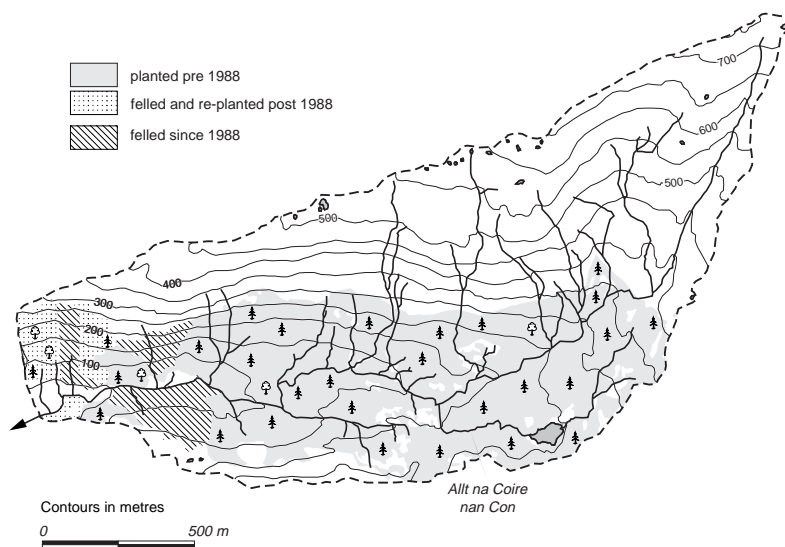 planted pre 1988
felled and re-planted post 1988
felled since 1988
700
600
500
500
400
300
200
100
Allt na Coire
nan Con
Contours in metres
0 500 m